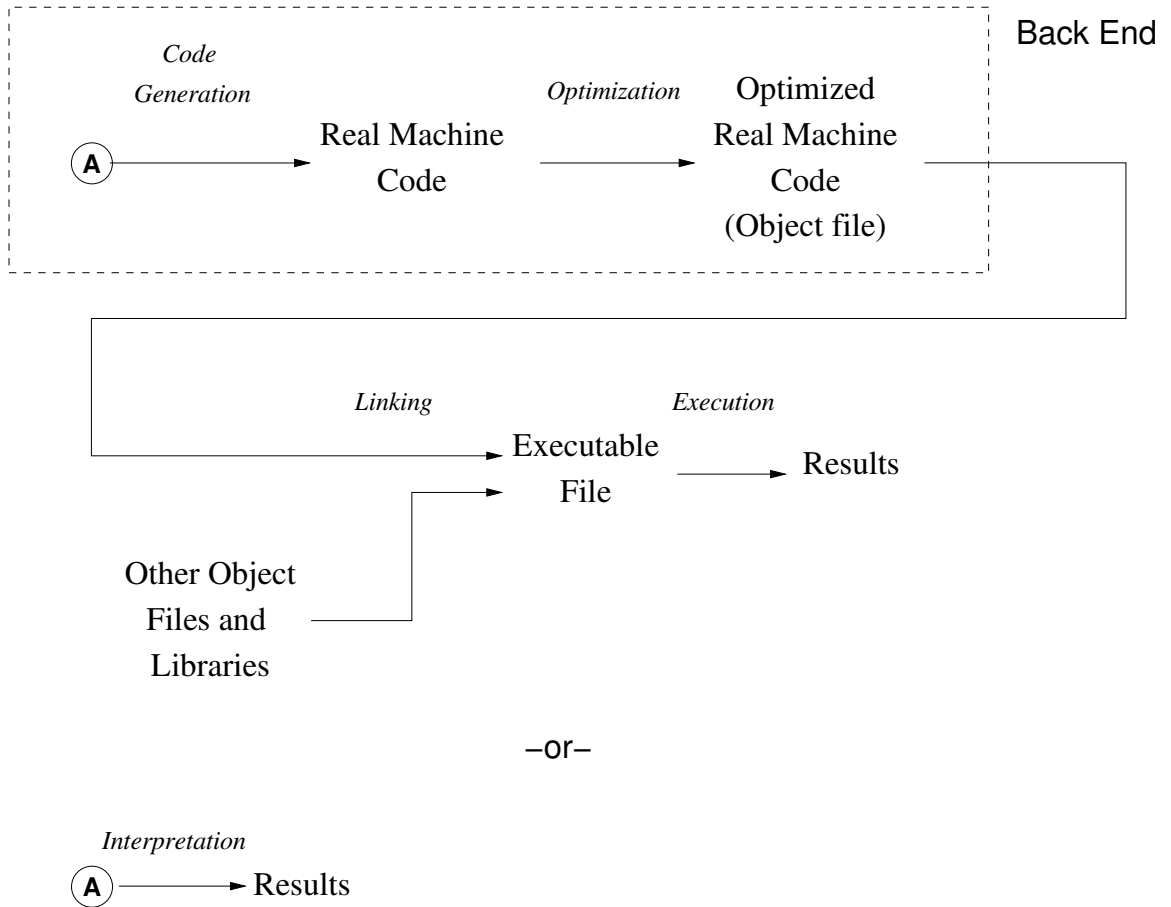 Back End
Code
Generation
Optimization
A
Real Machine
Code
Optimized
Real Machine
Code
(Object file)
Linking
Execution
Executable
File
Results
Other Object
Files and
Libraries
–or–
Interpretation
A
Results